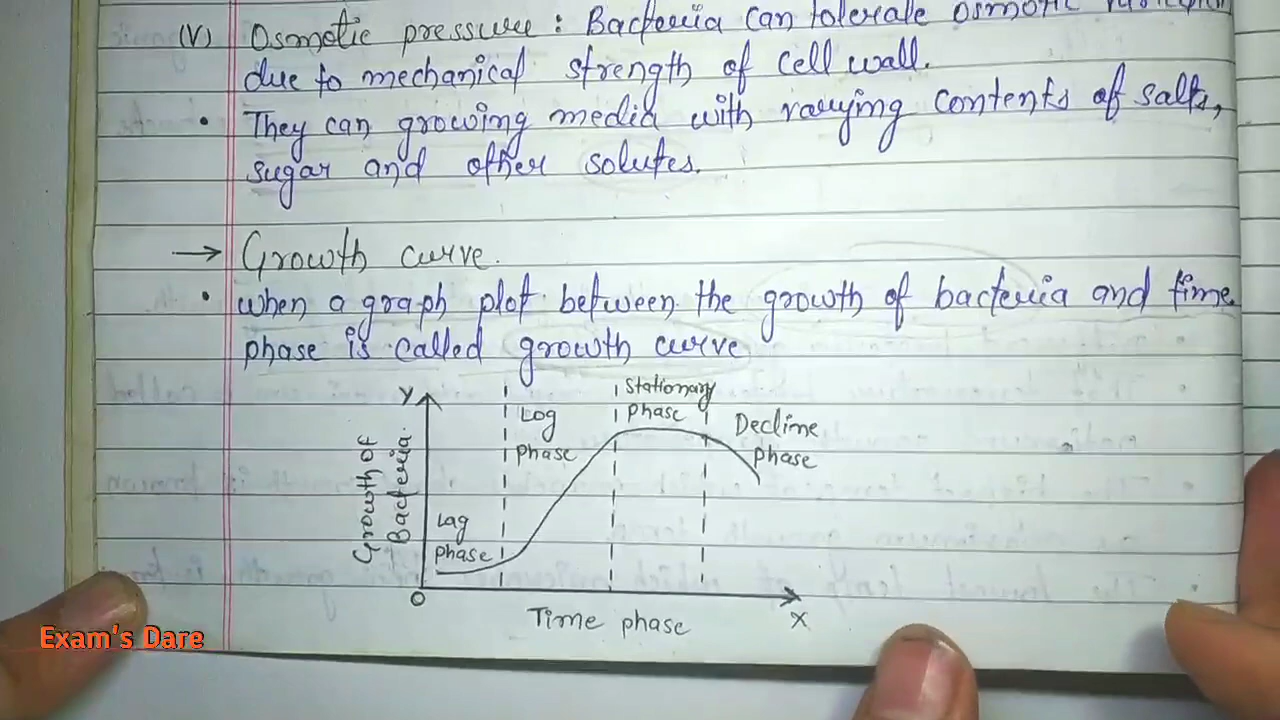 (V) Osmotic pressure : Bacteria can tolerate osmotic
due to mechanical strength of cell wall.
• They can growing media with varying contents of salts,
sugar and other solutes.
→ Growth curve.
• when a graph plot between the growth of bacteria and time
phase is called growth curve
Y
Growth of
Bacteria.
Lag
phase
Log
phase
Stationary
phase
Decline
phase
O
Time phase
X
Exam's Dare